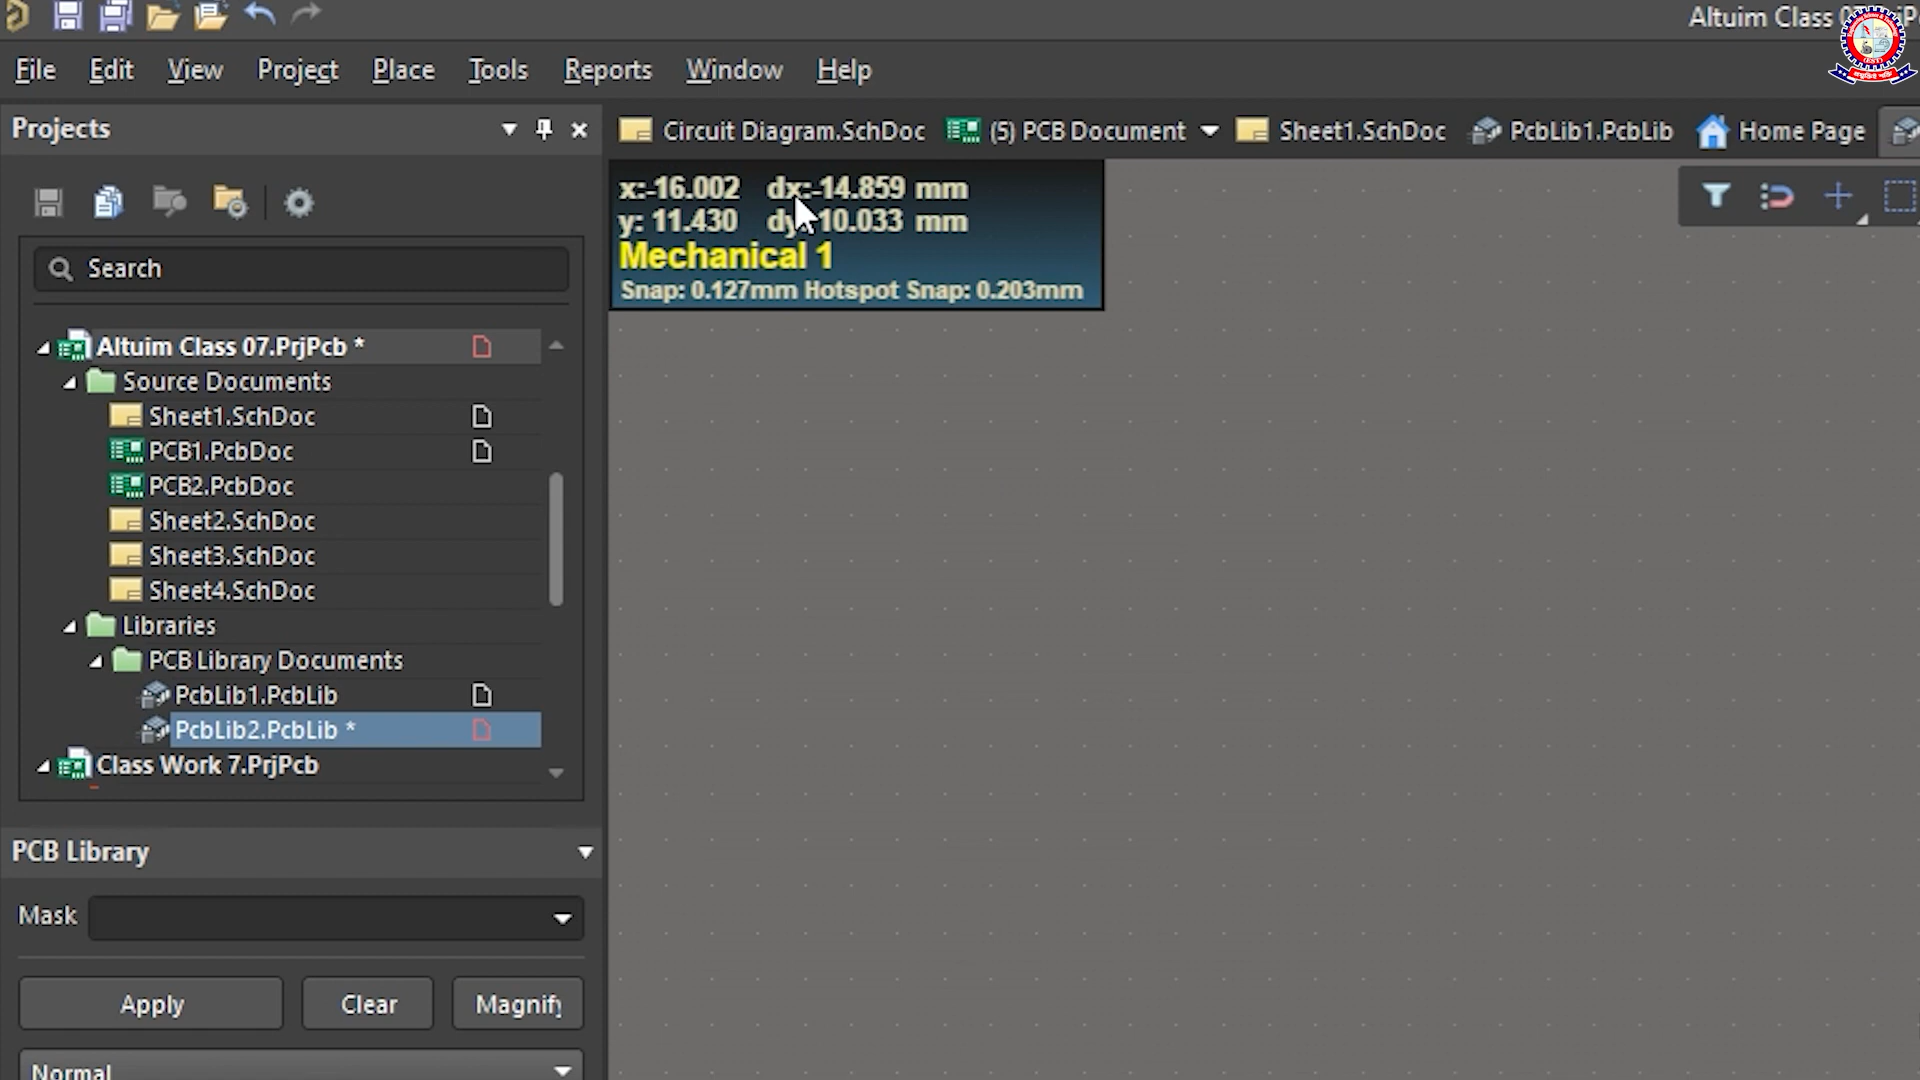 Altuim Class
File Edit View Project Place Tools Reports Window Help
Projects
Circuit Diagram.SchDoc (5) PCB Document Sheet1.SchDoc PcbLib1.PcbLib Home Page
x:-16.002 dx:-14.859 mm
y: 11.430 dy: 10.033 mm
Mechanical 1
Snap: 0.127mm Hotspot Snap: 0.203mm
Search
Altuim Class 07.PrjPcb *
Source Documents
Sheet1.SchDoc
PCB1.PcbDoc
PCB2.PcbDoc
Sheet2.SchDoc
Sheet3.SchDoc
Sheet4.SchDoc
Libraries
PCB Library Documents
PcbLib1.PcbLib
PcbLib2.PcbLib *
Class Work 7.PrjPcb
PCB Library
Mask
Apply Clear Magnify
Normal